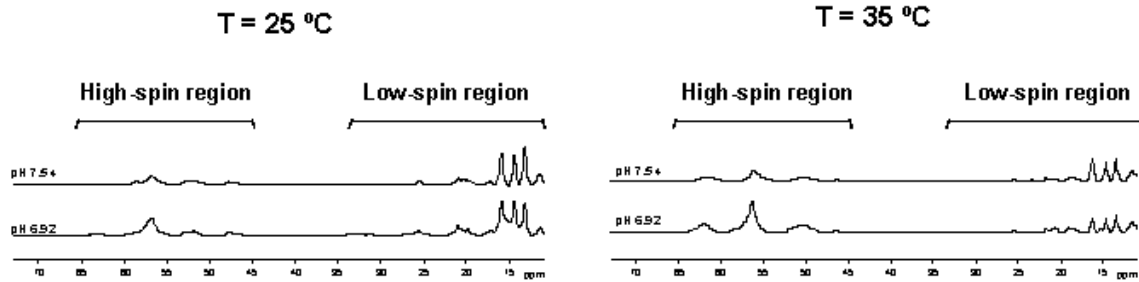 T = 25 ºC
High-spin region
Low-spin region
pH 7.54
pH 6.92
70 65 60 55 50 45 40 35 30 25 20 15 ppm
T = 35 ºC
High-spin region
Low-spin region
pH 7.54
pH 6.92
70 65 60 55 50 45 40 35 30 25 20 15 ppm